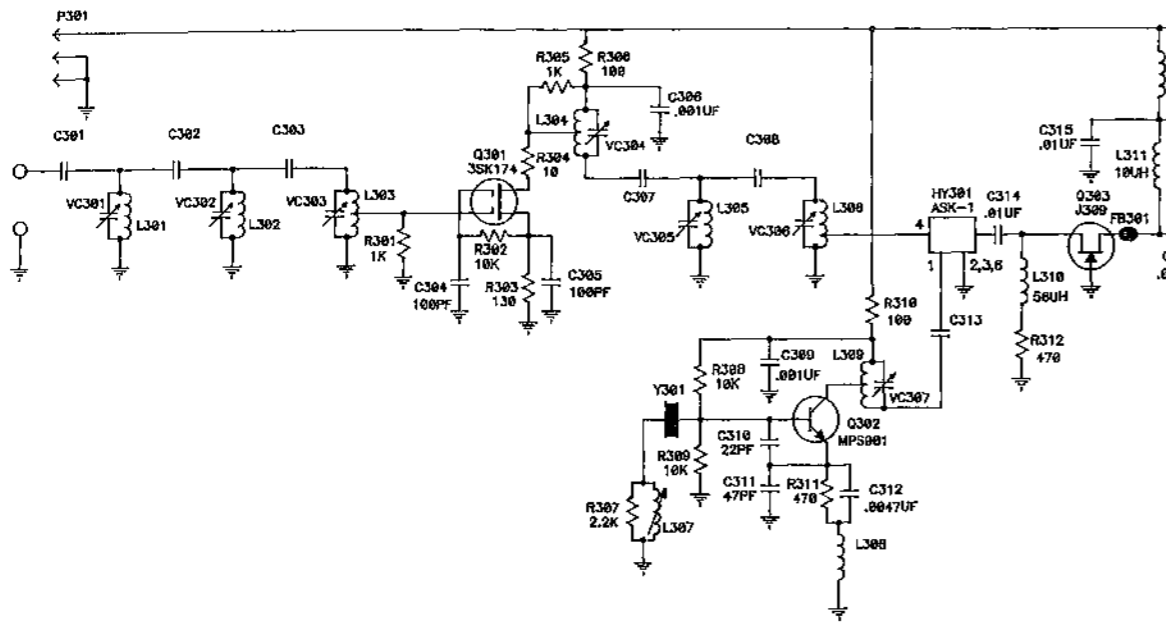 P301
R305
1K
R306
100
C306
.001UF
L304
VC304
C301
C302
C303
Q301
3SK174
R304
10
C307
C308
C315
.01UF
L311
10UH
VC301
L301
VC302
L302
VC303
L303
R301
1K
R302
10K
C304
100PF
R303
130
C305
100PF
VC305
L305
VC306
L306
HY301
ASK-1
4
1
2,3,6
C314
.01UF
Q303
J309
FB301
L310
56UH
R312
470
C313
R310
100
L309
VC307
C309
.001UF
R308
10K
Y301
Q302
MPS901
C310
22PF
R309
10K
C311
47PF
R311
470
C312
.0047UF
R307
2.2K
L307
L308